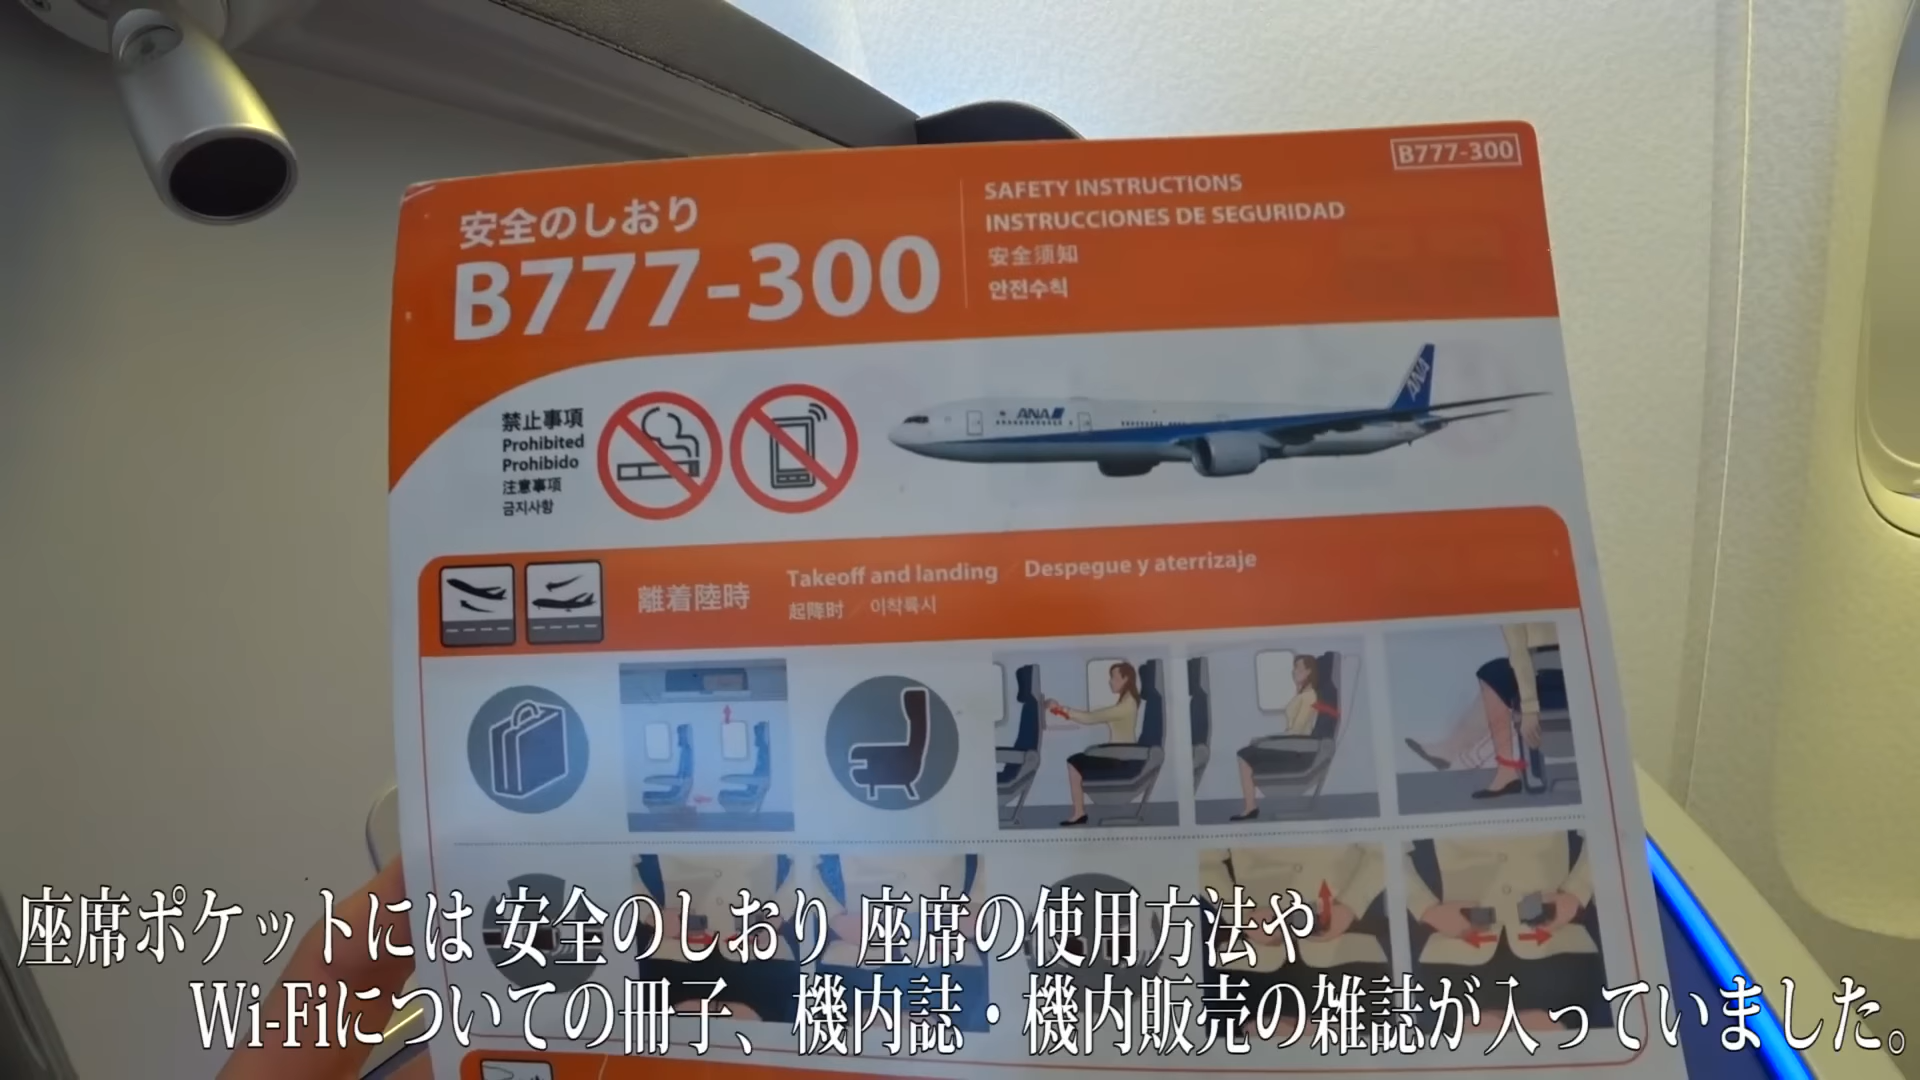 B777-300
安全のしおり
B777-300
SAFETY INSTRUCTIONS
INSTRUCCIONES DE SEGURIDAD
安全须知
안전수칙
禁止事項
Prohibited
Prohibido
注意事项
금지사항
ANA
ANA
離着陸時
Takeoff and landing / Despegue y aterrizaje
起降时 / 이착륙시
座席ポケットには 安全のしおり 座席の使用方法や
Wi-Fiについての冊子、機内誌・機内販売の雑誌が入っていました。